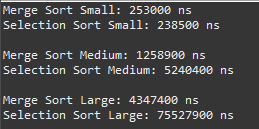 Merge Sort Small: 253000 ns
Selection Sort Small: 238500 ns
Merge Sort Medium: 1258900 ns
Selection Sort Medium: 5240400 ns
Merge Sort Large: 4347400 ns
Selection Sort Large: 75527900 ns